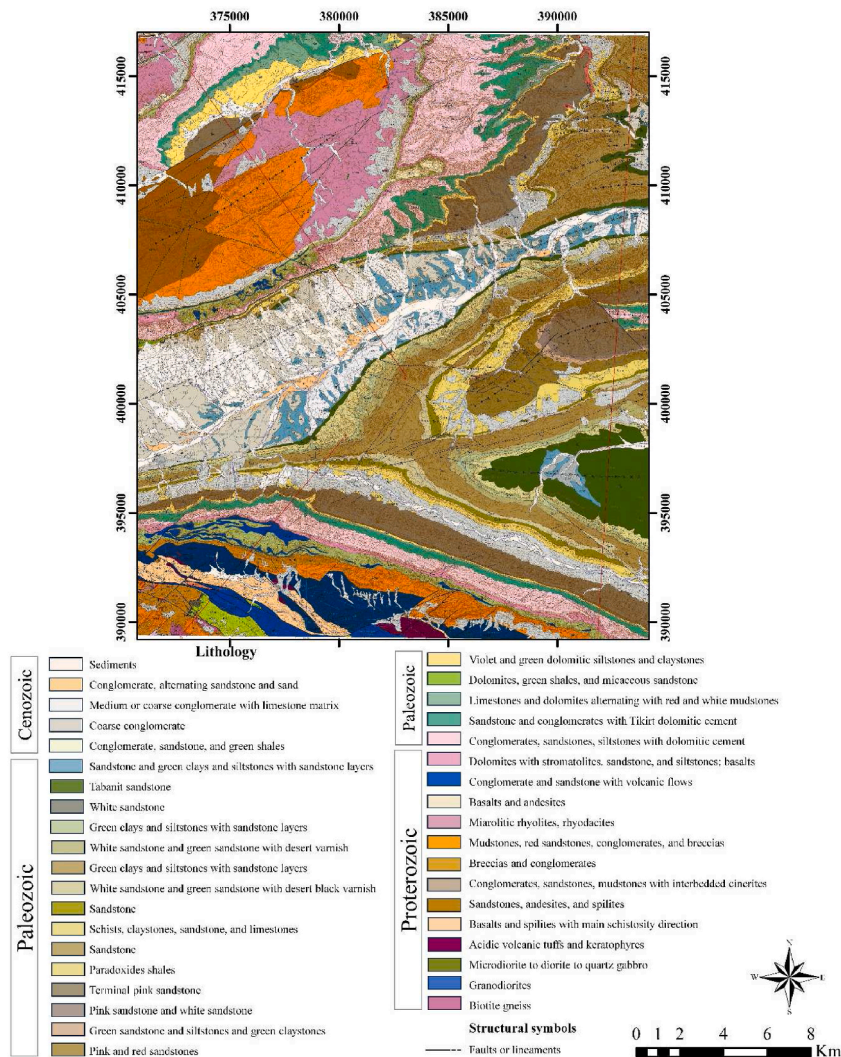 375000 380000 385000 390000
415000 415000
410000 410000
405000 405000
400000 400000
395000 395000
390000 390000
375000 380000 385000 390000
Lithology
Cenozoic
Sediments
Conglomerate, alternating sandstone and sand
Medium or coarse conglomerate with limestone matrix
Coarse conglomerate
Conglomerate, sandstone, and green shales
Paleozoic
Sandstone and green clays and siltstones with sandstone layers
Tabanit sandstone
White sandstone
Green clays and siltstones with sandstone layers
White sandstone and green sandstone with desert varnish
Green clays and siltstones with sandstone layers
White sandstone and green sandstone with desert black varnish
Sandstone
Schists, claystones, sandstone, and limestones
Sandstone
Paradoxides shales
Terminal pink sandstone
Pink sandstone and white sandstone
Green sandstone and siltstones and green claystones
Pink and red sandstones
Paleozoic
Violet and green dolomitic siltstones and claystones
Dolomites, green shales, and micaceous sandstone
Limestones and dolomites alternating with red and white mudstones
Sandstone and conglomerates with Tikirt dolomitic cement
Conglomerates, sandstones, siltstones with dolomitic cement
Proterozoic
Dolomites with stromatolites, sandstone, and siltstones; basalts
Conglomerate and sandstone with volcanic flows
Basalts and andesites
Miarolitic rhyolites, rhyodacites
Mudstones, red sandstones, conglomerates, and breccias
Breccias and conglomerates
Conglomerates, sandstones, mudstones with interbedded cinerites
Sandstones, andesites, and spilites
Basalts and spilites with main schistosity direction
Acidic volcanic tuffs and keratophyres
Microdiorite to diorite to quartz gabbro
Granodiorites
Biotite gneiss
Structural symbols
Faults or lineaments
N
W E
S
0 1 2 4 6 8
Km